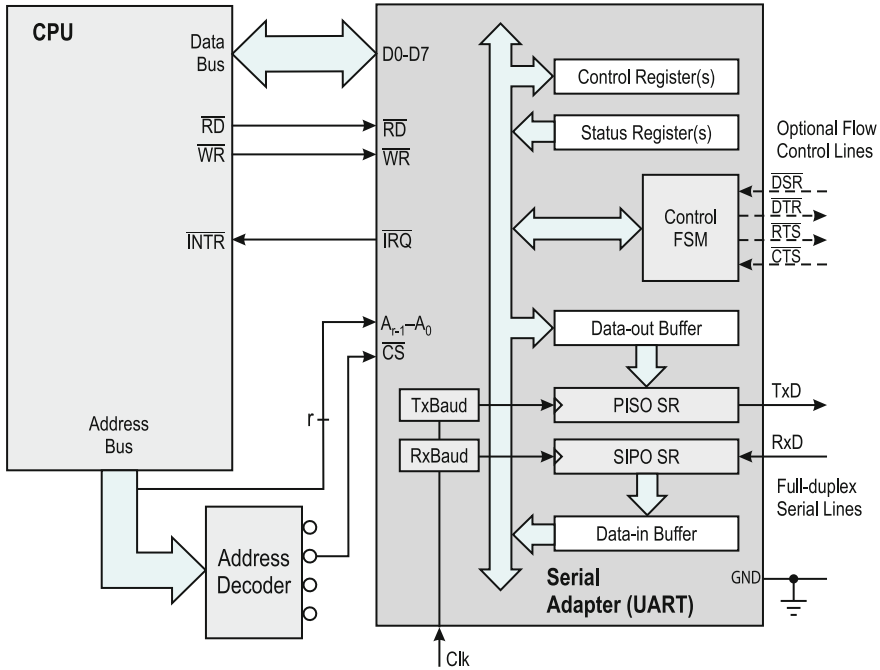 CPU
Data
Bus
RD
WR
INTR
Address
Bus
r
Address
Decoder
D0-D7
RD
WR
IRQ
Ar-1–A0
CS
TxBaud
RxBaud
Clk
Control Register(s)
Status Register(s)
Control
FSM
Data-out Buffer
PISO SR
SIPO SR
Data-in Buffer
Serial
Adapter (UART)
GND
Optional Flow
Control Lines
DSR
DTR
RTS
CTS
TxD
RxD
Full-duplex
Serial Lines